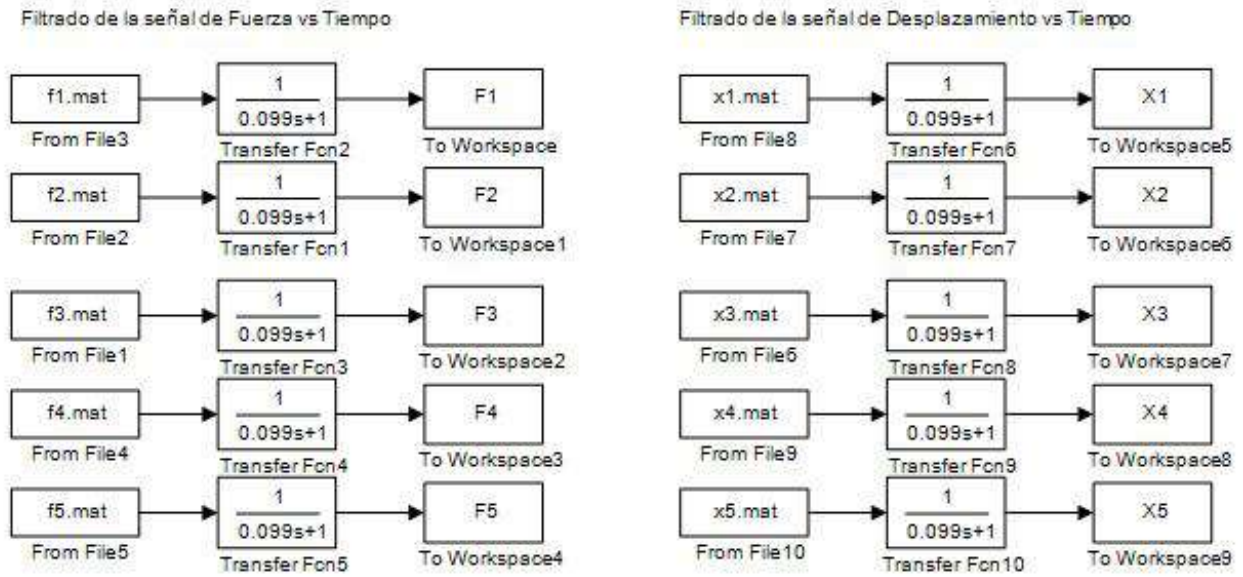 Filtrado de la señal de Fuerza vs Tiempo
f1.mat
From File3
1
0.099s+1
Transfer Fcn2
F1
To Workspace
f2.mat
From File2
1
0.099s+1
Transfer Fcn1
F2
To Workspace1
f3.mat
From File1
1
0.099s+1
Transfer Fcn3
F3
To Workspace2
f4.mat
From File4
1
0.099s+1
Transfer Fcn4
F4
To Workspace3
f5.mat
From File5
1
0.099s+1
Transfer Fcn5
F5
To Workspace4
Filtrado de la señal de Desplazamiento vs Tiempo
x1.mat
From File8
1
0.099s+1
Transfer Fcn6
X1
To Workspace5
x2.mat
From File7
1
0.099s+1
Transfer Fcn7
X2
To Workspace6
x3.mat
From File6
1
0.099s+1
Transfer Fcn8
X3
To Workspace7
x4.mat
From File9
1
0.099s+1
Transfer Fcn9
X4
To Workspace8
x5.mat
From File10
1
0.099s+1
Transfer Fcn10
X5
To Workspace9